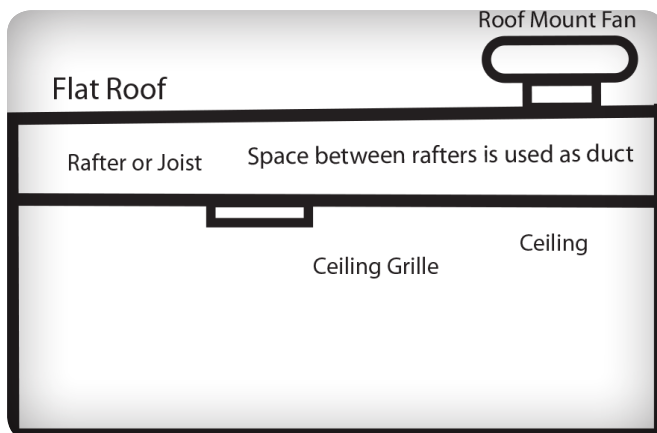 Roof Mount Fan
Flat Roof
Rafter or Joist
Space between rafters is used as duct
Ceiling
Ceiling Grille